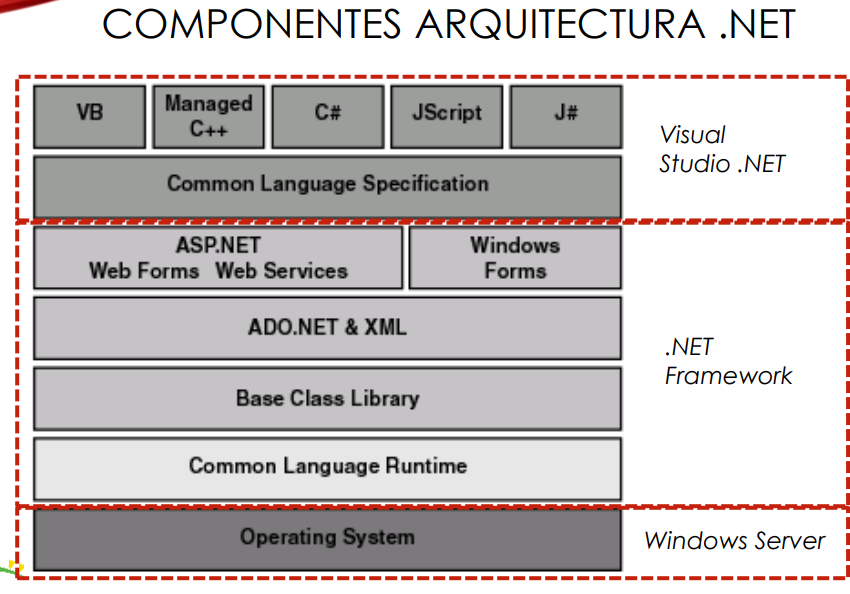 COMPONENTES ARQUITECTURA .NET
VB
Managed
C++
C#
JScript
J#
Visual
Studio .NET
Common Language Specification
ASP.NET
Web Forms Web Services
Windows
Forms
ADO.NET & XML
.NET
Framework
Base Class Library
Common Language Runtime
Operating System
Windows Server